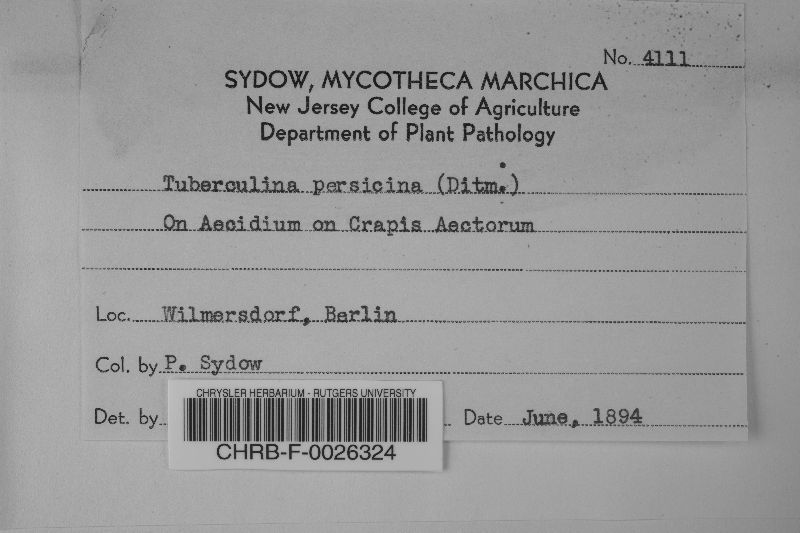 No. 4111
SYDOW, MYCOTHECA MARCHICA
New Jersey College of Agriculture
Department of Plant Pathology
Tuberculina persicina (Ditm.)
On Aecidium on Crapis Aectorum
Loc. Wilmersdorf, Berlin
Col. by P. Sydow
Det. by
Date June, 1894
CHRYSLER HERBARIUM - RUTGERS UNIVERSITY
CHRB-F-0026324